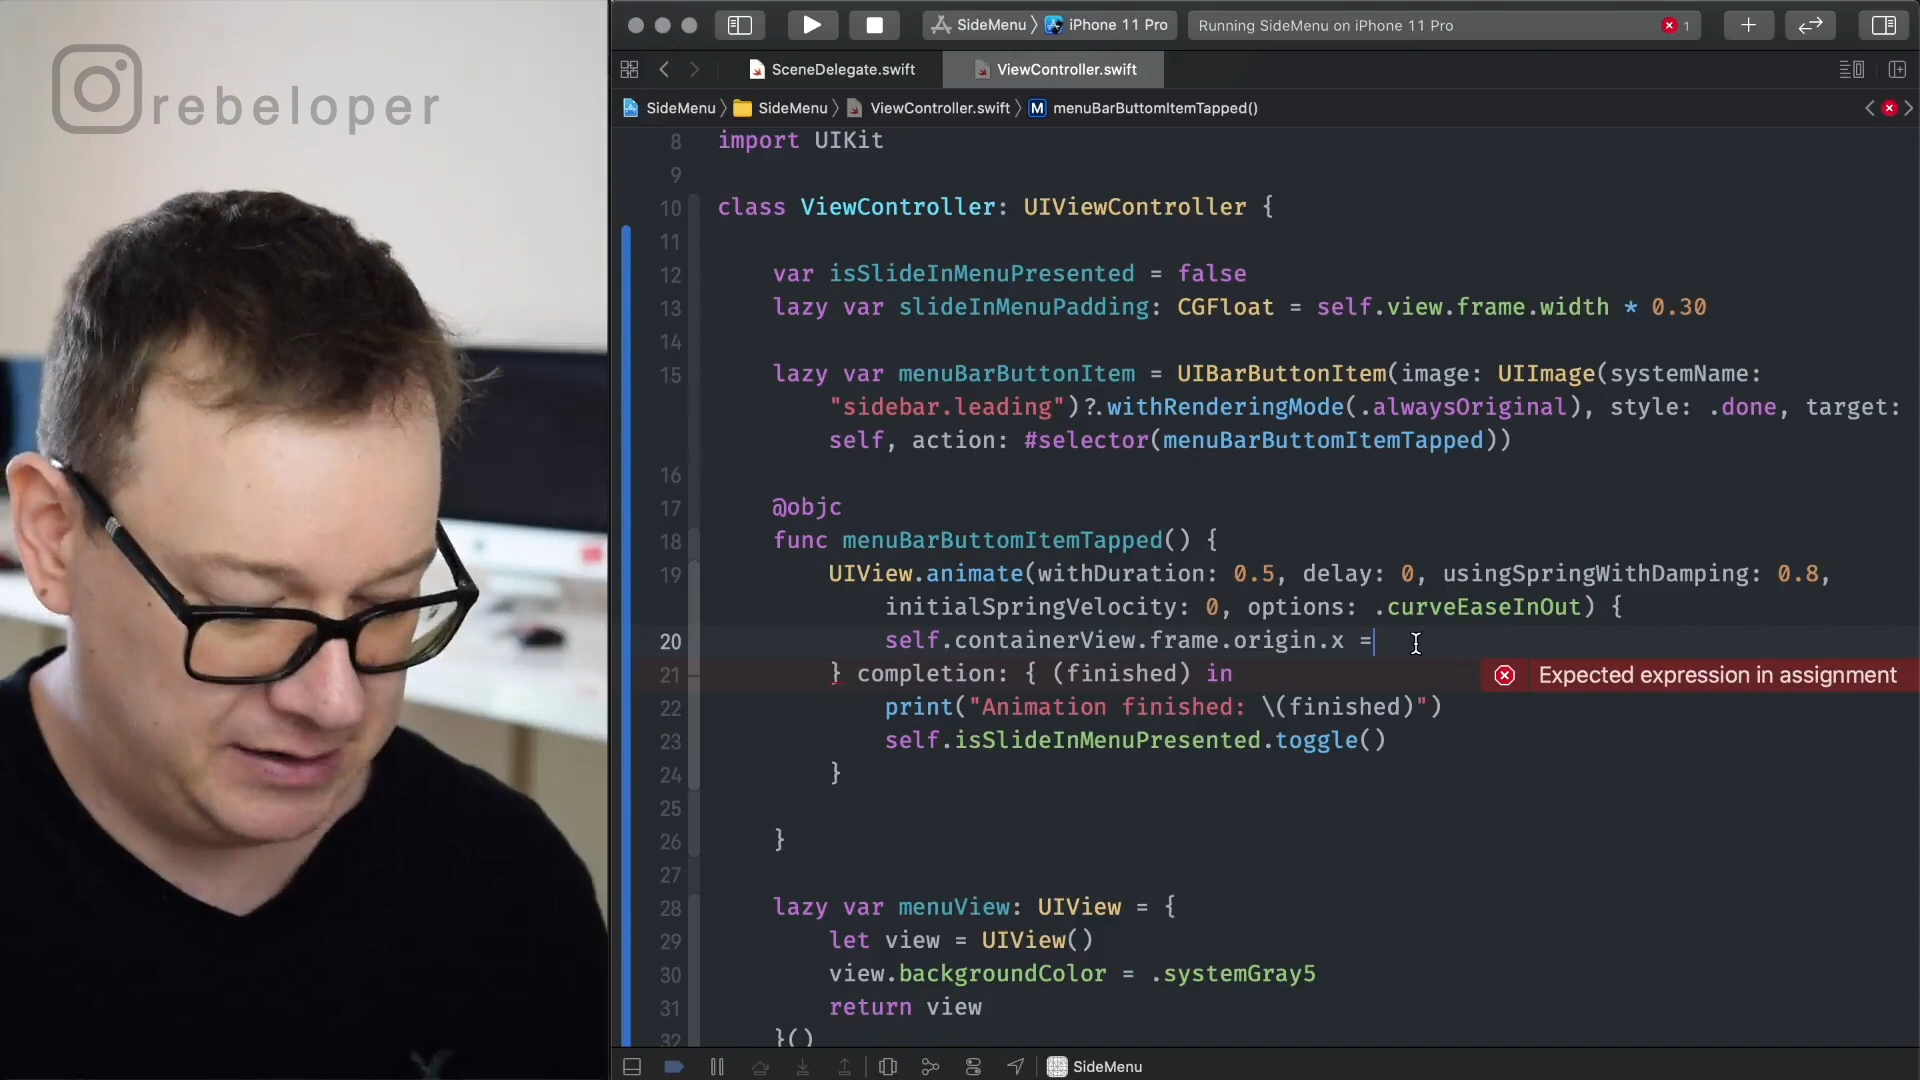 rebeloper
SideMenu
iPhone 11 Pro
Running SideMenu on iPhone 11 Pro
1
SceneDelegate.swift
ViewController.swift
SideMenu
SideMenu
ViewController.swift
M
menuBarButtomItemTapped()
8 import UIKit
9
10 class ViewController: UIViewController {
11
12 var isSlideInMenuPresented = false
13 lazy var slideInMenuPadding: CGFloat = self.view.frame.width * 0.30
14
15 lazy var menuBarButtonItem = UIBarButtonItem(image: UIImage(systemName:
"sidebar.leading")?.withRenderingMode(.alwaysOriginal), style: .done, target:
self, action: #selector(menuBarButtomItemTapped))
16
17 @objc
18 func menuBarButtomItemTapped() {
19 UIView.animate(withDuration: 0.5, delay: 0, usingSpringWithDamping: 0.8,
initialSpringVelocity: 0, options: .curveEaseInOut) {
20 self.containerView.frame.origin.x =
21 } completion: { (finished) in
Expected expression in assignment
22 print("Animation finished: \(finished)")
23 self.isSlideInMenuPresented.toggle()
24 }
25
26 }
27
28 lazy var menuView: UIView = {
29 let view = UIView()
30 view.backgroundColor = .systemGray5
31 return view
32 }()
SideMenu